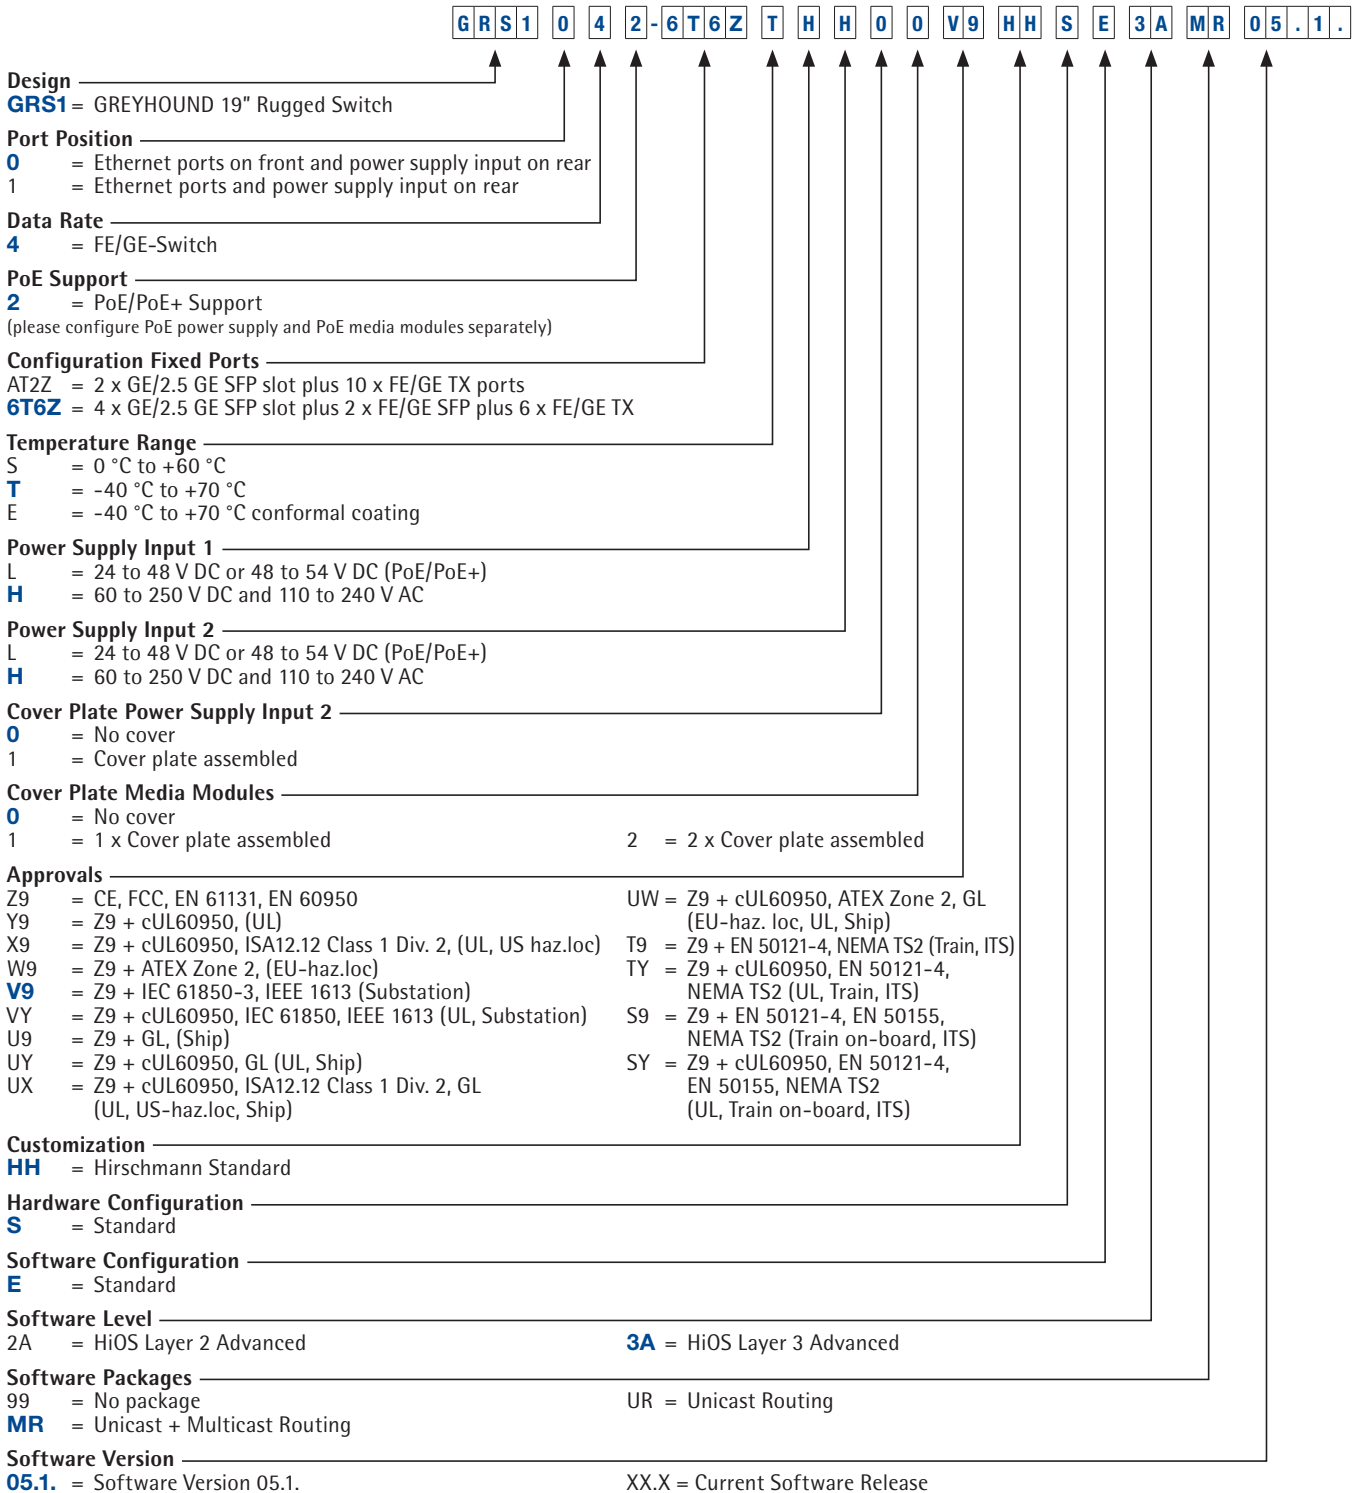 GRS1 0 4 2-6T6Z T H H 0 0 V9 HH S E 3A MR 05.1.
Design
GRS1 = GREYHOUND 19" Rugged Switch
Port Position
0 = Ethernet ports on front and power supply input on rear
1 = Ethernet ports and power supply input on rear
Data Rate
4 = FE/GE-Switch
PoE Support
2 = PoE/PoE+ Support
(please configure PoE power supply and PoE media modules separately)
Configuration Fixed Ports
AT2Z = 2 x GE/2.5 GE SFP slot plus 10 x FE/GE TX ports
6T6Z = 4 x GE/2.5 GE SFP slot plus 2 x FE/GE SFP plus 6 x FE/GE TX
Temperature Range
S = 0 °C to +60 °C
T = -40 °C to +70 °C
E = -40 °C to +70 °C conformal coating
Power Supply Input 1
L = 24 to 48 V DC or 48 to 54 V DC (PoE/PoE+)
H = 60 to 250 V DC and 110 to 240 V AC
Power Supply Input 2
L = 24 to 48 V DC or 48 to 54 V DC (PoE/PoE+)
H = 60 to 250 V DC and 110 to 240 V AC
Cover Plate Power Supply Input 2
0 = No cover
1 = Cover plate assembled
Cover Plate Media Modules
0 = No cover
1 = 1 x Cover plate assembled
2 = 2 x Cover plate assembled
Approvals
Z9 = CE, FCC, EN 61131, EN 60950
Y9 = Z9 + cUL60950, (UL)
X9 = Z9 + cUL60950, ISA12.12 Class 1 Div. 2, (UL, US haz.loc)
W9 = Z9 + ATEX Zone 2, (EU-haz.loc)
V9 = Z9 + IEC 61850-3, IEEE 1613 (Substation)
VY = Z9 + cUL60950, IEC 61850, IEEE 1613 (UL, Substation)
U9 = Z9 + GL, (Ship)
UY = Z9 + cUL60950, GL (UL, Ship)
UX = Z9 + cUL60950, ISA12.12 Class 1 Div. 2, GL
(UL, US-haz.loc, Ship)
UW = Z9 + cUL60950, ATEX Zone 2, GL
(EU-haz. loc, UL, Ship)
T9 = Z9 + EN 50121-4, NEMA TS2 (Train, ITS)
TY = Z9 + cUL60950, EN 50121-4,
NEMA TS2 (UL, Train, ITS)
S9 = Z9 + EN 50121-4, EN 50155,
NEMA TS2 (Train on-board, ITS)
SY = Z9 + cUL60950, EN 50121-4,
EN 50155, NEMA TS2
(UL, Train on-board, ITS)
Customization
HH = Hirschmann Standard
Hardware Configuration
S = Standard
Software Configuration
E = Standard
Software Level
2A = HiOS Layer 2 Advanced
3A = HiOS Layer 3 Advanced
Software Packages
99 = No package
UR = Unicast Routing
MR = Unicast + Multicast Routing
Software Version
05.1. = Software Version 05.1.
XX.X = Current Software Release